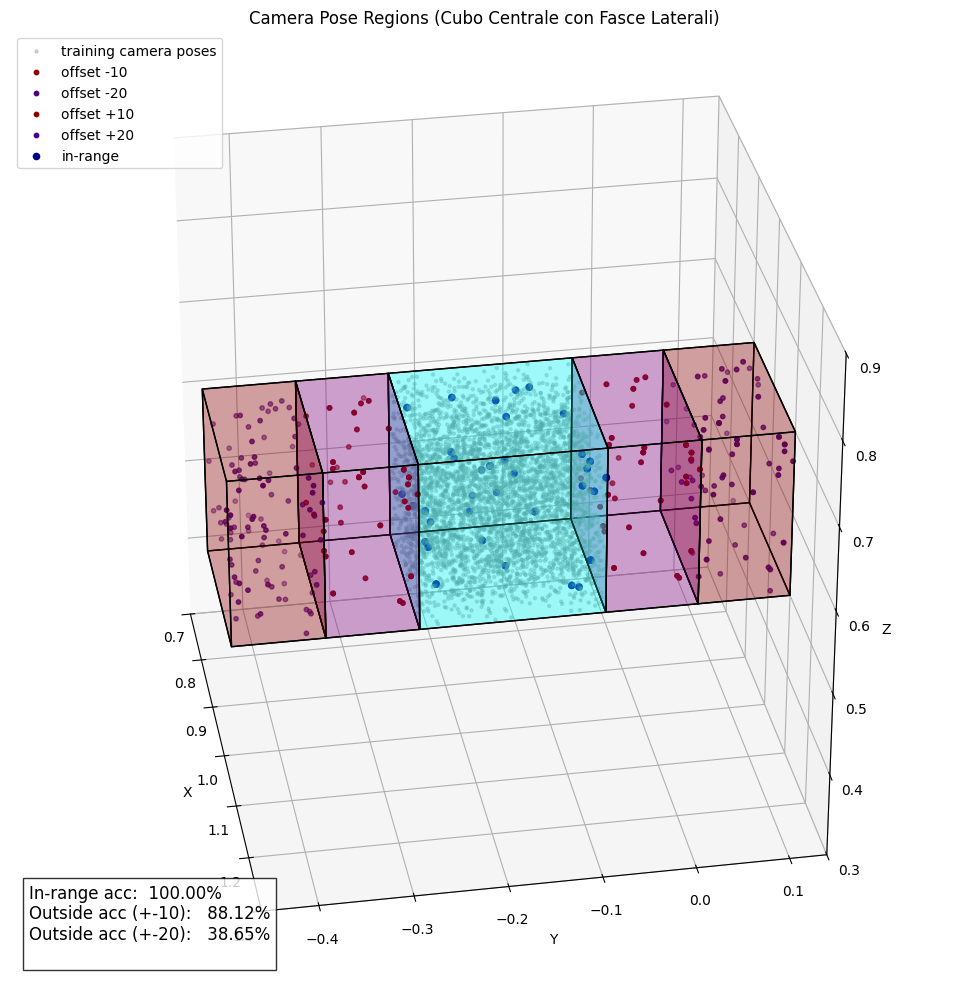 Camera Pose Regions (Cubo Centrale con Fasce Laterali)
training camera poses
offset -10
offset -20
offset +10
offset +20
in-range
0.9
0.8
0.7
0.6
0.5
0.4
0.3
Z
0.7
0.8
0.9
1.0
1.1
1.2
X
−0.4
−0.3
−0.2
−0.1
0.0
0.1
Y
In-range acc:  100.00%
Outside acc (+-10):   88.12%
Outside acc (+-20):   38.65%